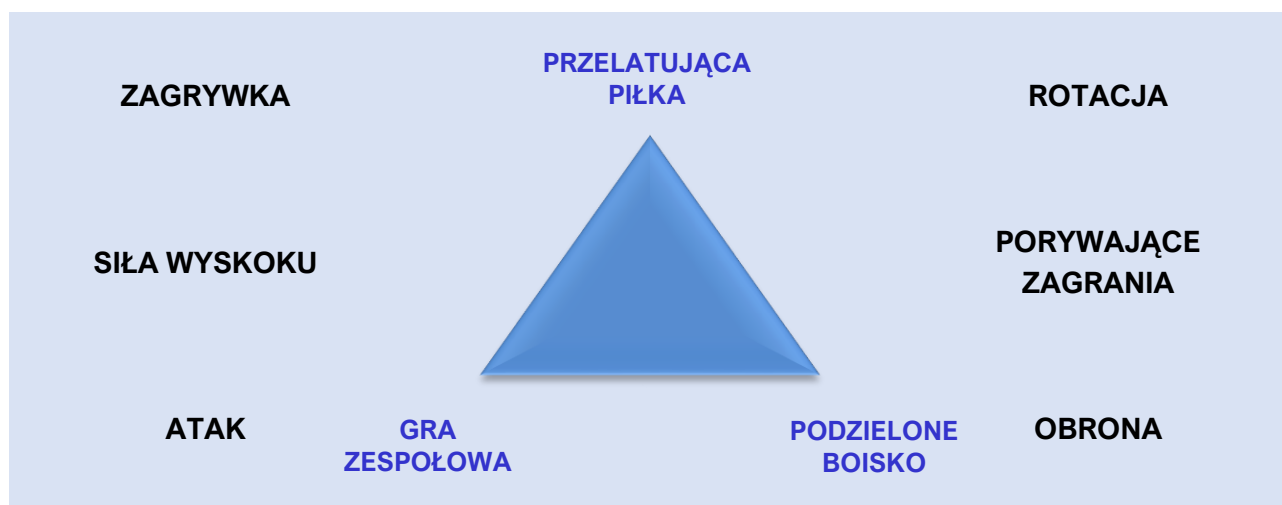 PRZELATUJĄCA
PIŁKA
ZAGRYWKA
ROTACJA
SIŁA WYSKOKU
PORYWAJĄCE
ZAGRANIA
ATAK
GRA
ZESPOŁOWA
PODZIELONE
BOISKO
OBRONA